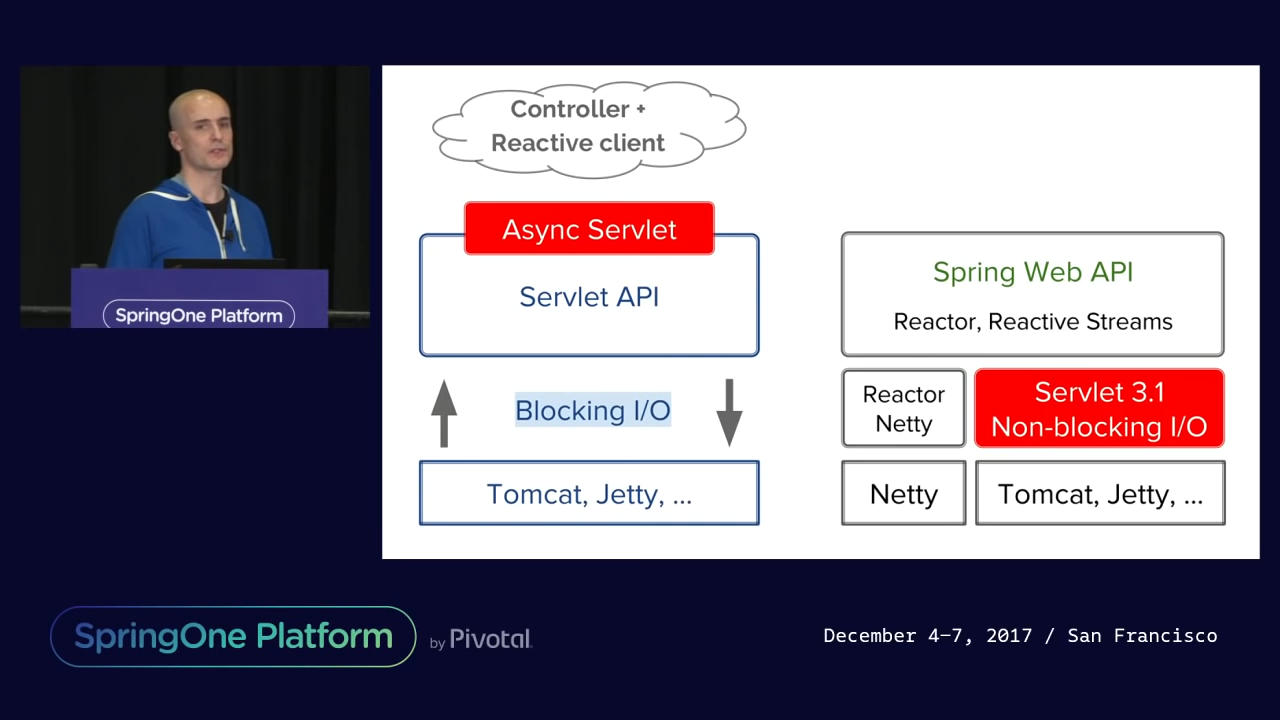 Controller +
Reactive client
Async Servlet
Servlet API
Blocking I/O
Tomcat, Jetty, ...
Spring Web API
Reactor, Reactive Streams
Reactor
Netty
Servlet 3.1
Non-blocking I/O
Netty
Tomcat, Jetty, ...
SpringOne Platform
SpringOne Platform by Pivotal.
December 4–7, 2017 / San Francisco